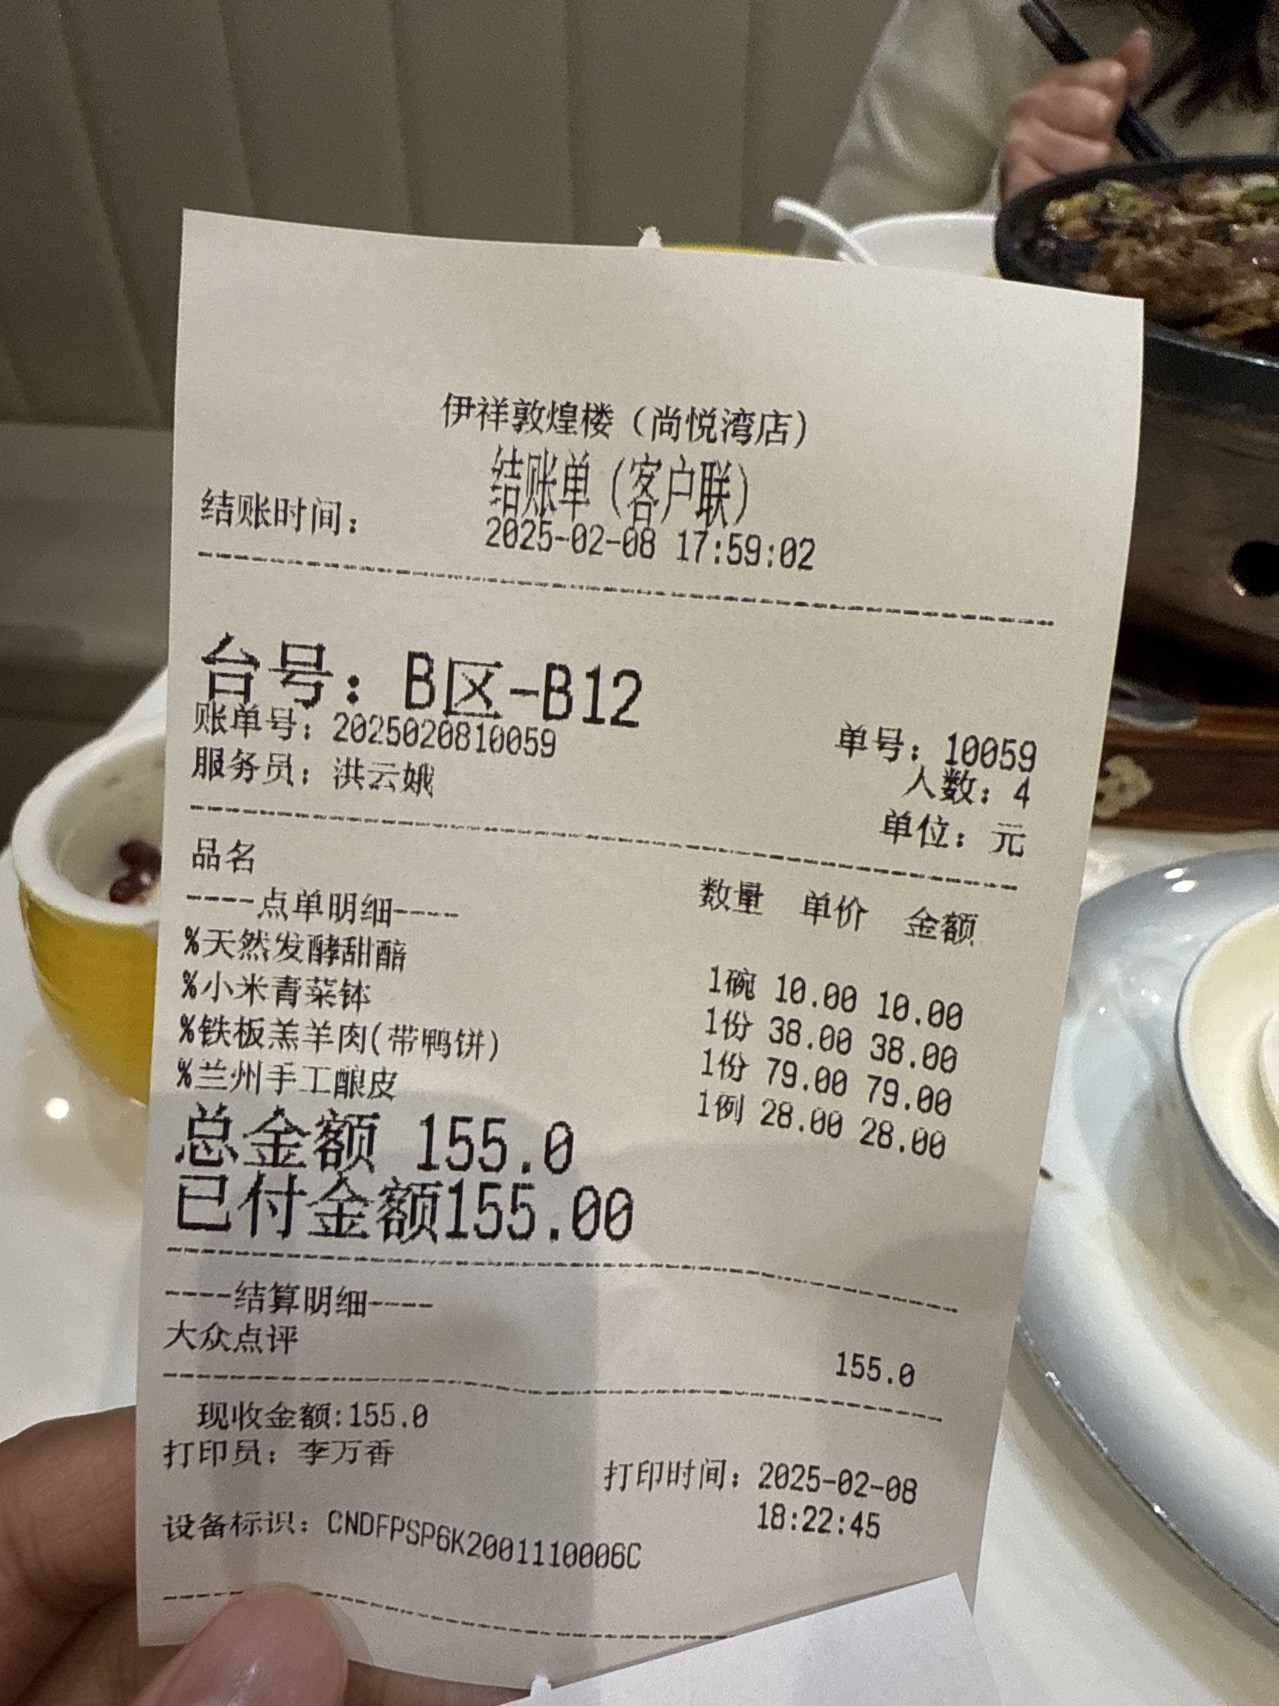 伊祥敦煌楼（尚悦湾店）
结账单（客户联）
结账时间： 2025-02-08 17:59:02
台号：B区-B12
账单号：2025020810059 单号：10059
服务员：洪云娥 人数：4
单位：元
品名 数量 单价 金额
----点单明细----
%天然发酵甜醅 1碗 10.00 10.00
%小米青菜钵 1份 38.00 38.00
%铁板羔羊肉(带鸭饼) 1份 79.00 79.00
%兰州手工酿皮 1例 28.00 28.00
总金额 155.0
已付金额155.00
----结算明细----
大众点评 155.0
现收金额:155.0
打印员：李万香 打印时间：2025-02-08
18:22:45
设备标识：CNDFPSP6K2001110006C